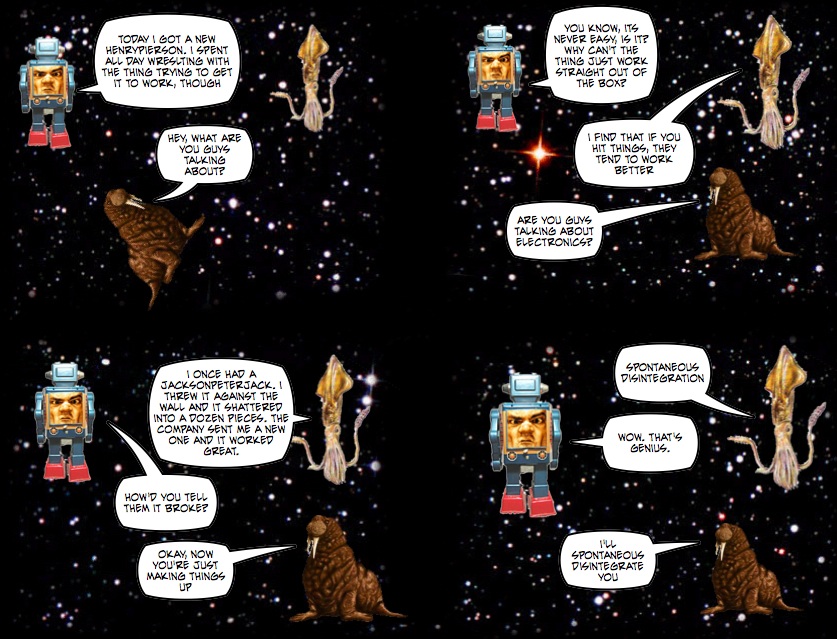 TODAY I GOT A NEW
HENRYPIERSON. I SPENT
ALL DAY WRESLTING WITH
THE THING TRYING TO GET
IT TO WORK, THOUGH
HEY, WHAT ARE
YOU GUYS
TALKING
ABOUT?
YOU KNOW, ITS
NEVER EASY, IS IT?
WHY CAN'T THE
THING JUST WORK
STRAIGHT OUT OF
THE BOX?
I FIND THAT IF YOU
HIT THINGS, THEY
TEND TO WORK
BETTER
ARE YOU GUYS
TALKING ABOUT
ELECTRONICS?
I ONCE HAD A
JACKSONPETERJACK. I
THREW IT AGAINST THE
WALL AND IT SHATTERED
INTO A DOZEN PIECES. THE
COMPANY SENT ME A NEW
ONE AND IT WORKED
GREAT.
HOW'D YOU TELL
THEM IT BROKE?
OKAY, NOW
YOU'RE JUST
MAKING THINGS
UP
SPONTANEOUS
DISINTEGRATION
WOW. THAT'S
GENIUS.
I'LL
SPONTANEOUS
DISINTEGRATE
YOU